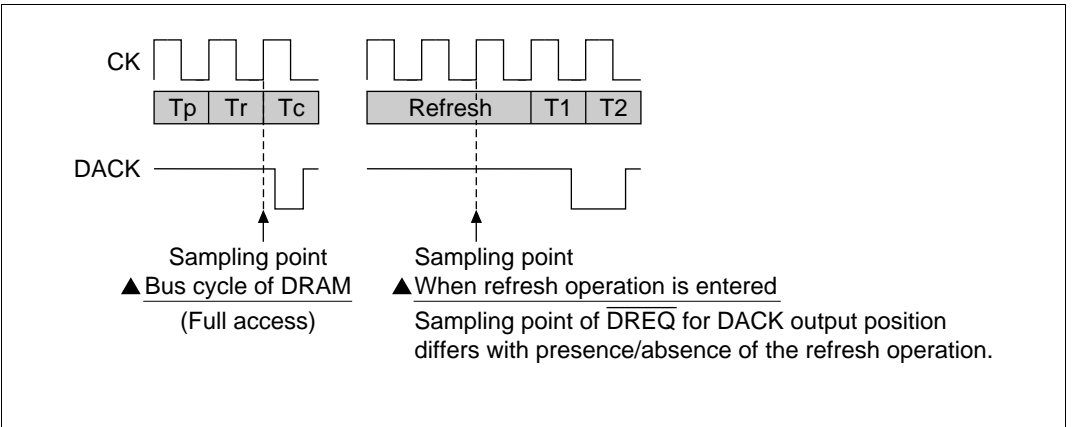 CK
Tp Tr Tc Refresh T1 T2
DACK
Sampling point
▲Bus cycle of DRAM
(Full access)
Sampling point
▲When refresh operation is entered
Sampling point of D̅R̅E̅Q̅ for DACK output position
differs with presence/absence of the refresh operation.